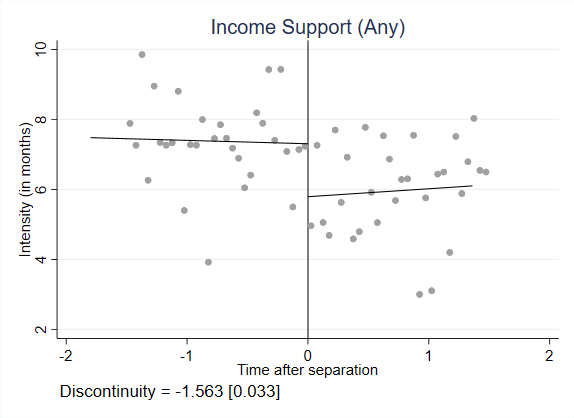 Income Support (Any)
10
8
6
4
2
Intensity (in months)
-2 -1 0 1 2
Time after separation
Discontinuity = -1.563 [0.033]